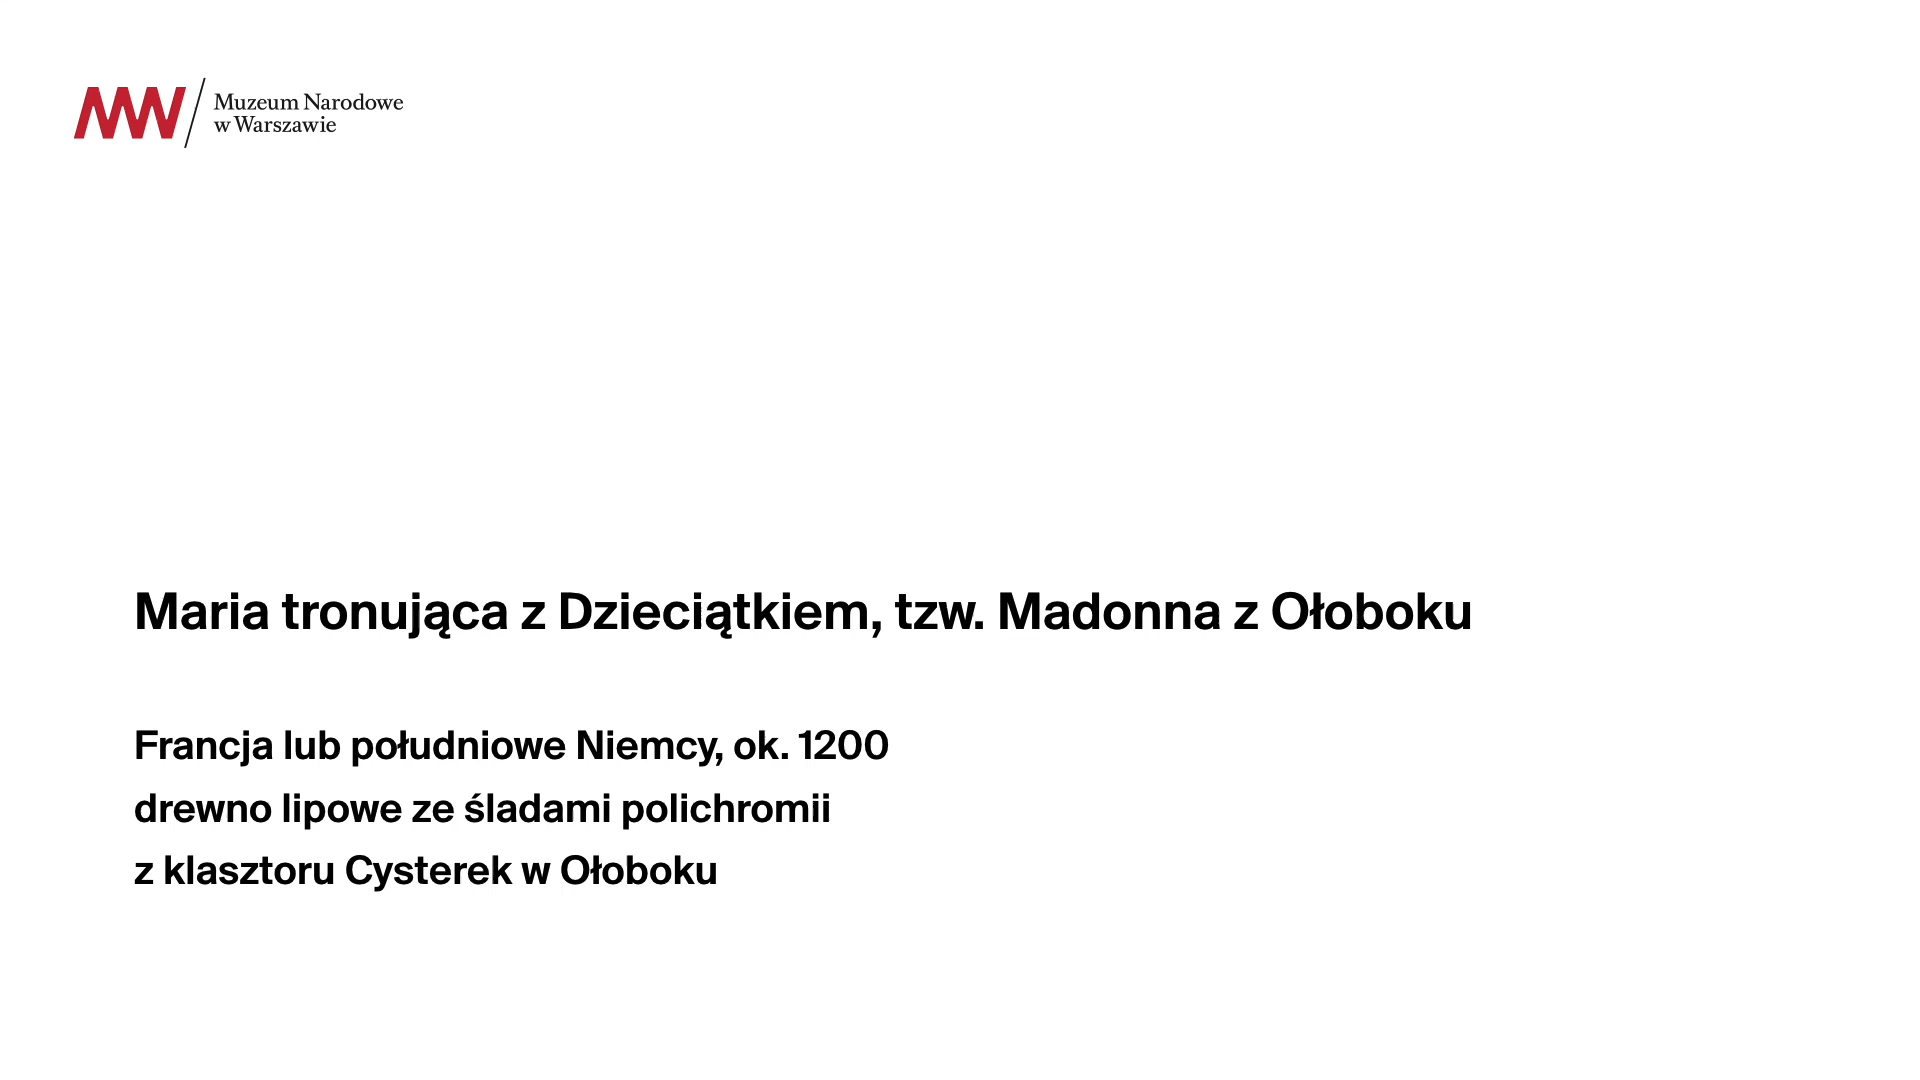 Muzeum Narodowe
w Warszawie
Maria tronująca z Dzieciątkiem, tzw. Madonna z Ołoboku
Francja lub południowe Niemcy, ok. 1200
drewno lipowe ze śladami polichromii
z klasztoru Cysterek w Ołoboku